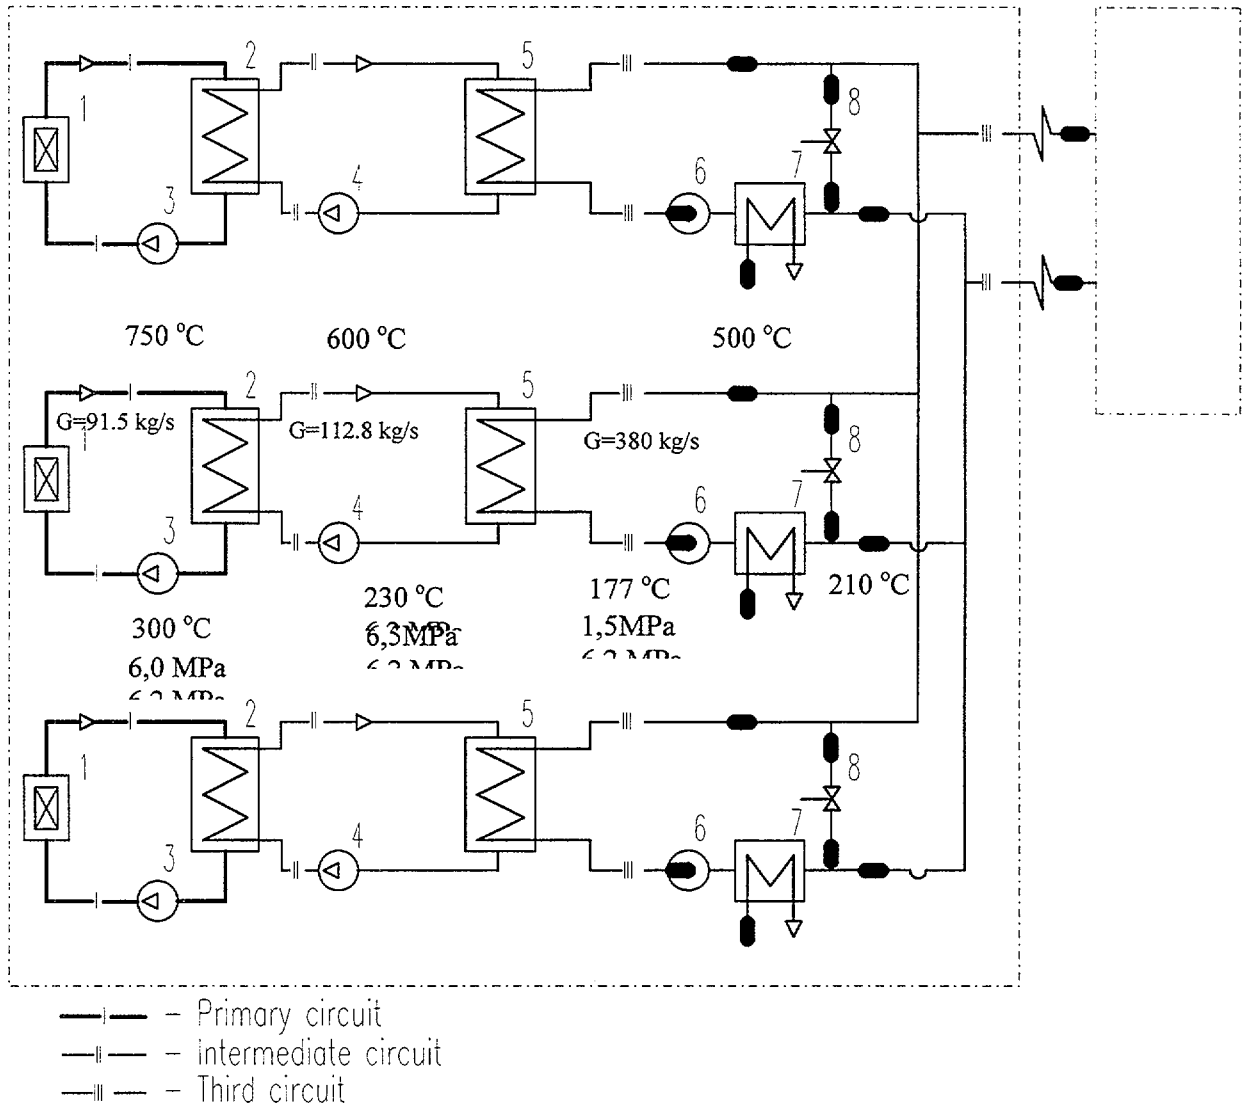 2 5
1 8
7
4 6
3
750 °C 600 °C 500 °C
2 5
G=91.5 kg/s G=112.8 kg/s G=380 kg/s
8
4 6 7
3
230 °C 177 °C 210 °C
300 °C 6,3MPa 1,5MPa
6,0 MPa
2 5
1 8
4 6 7
3
– Primary circuit
– Intermediate circuit
– Third circuit